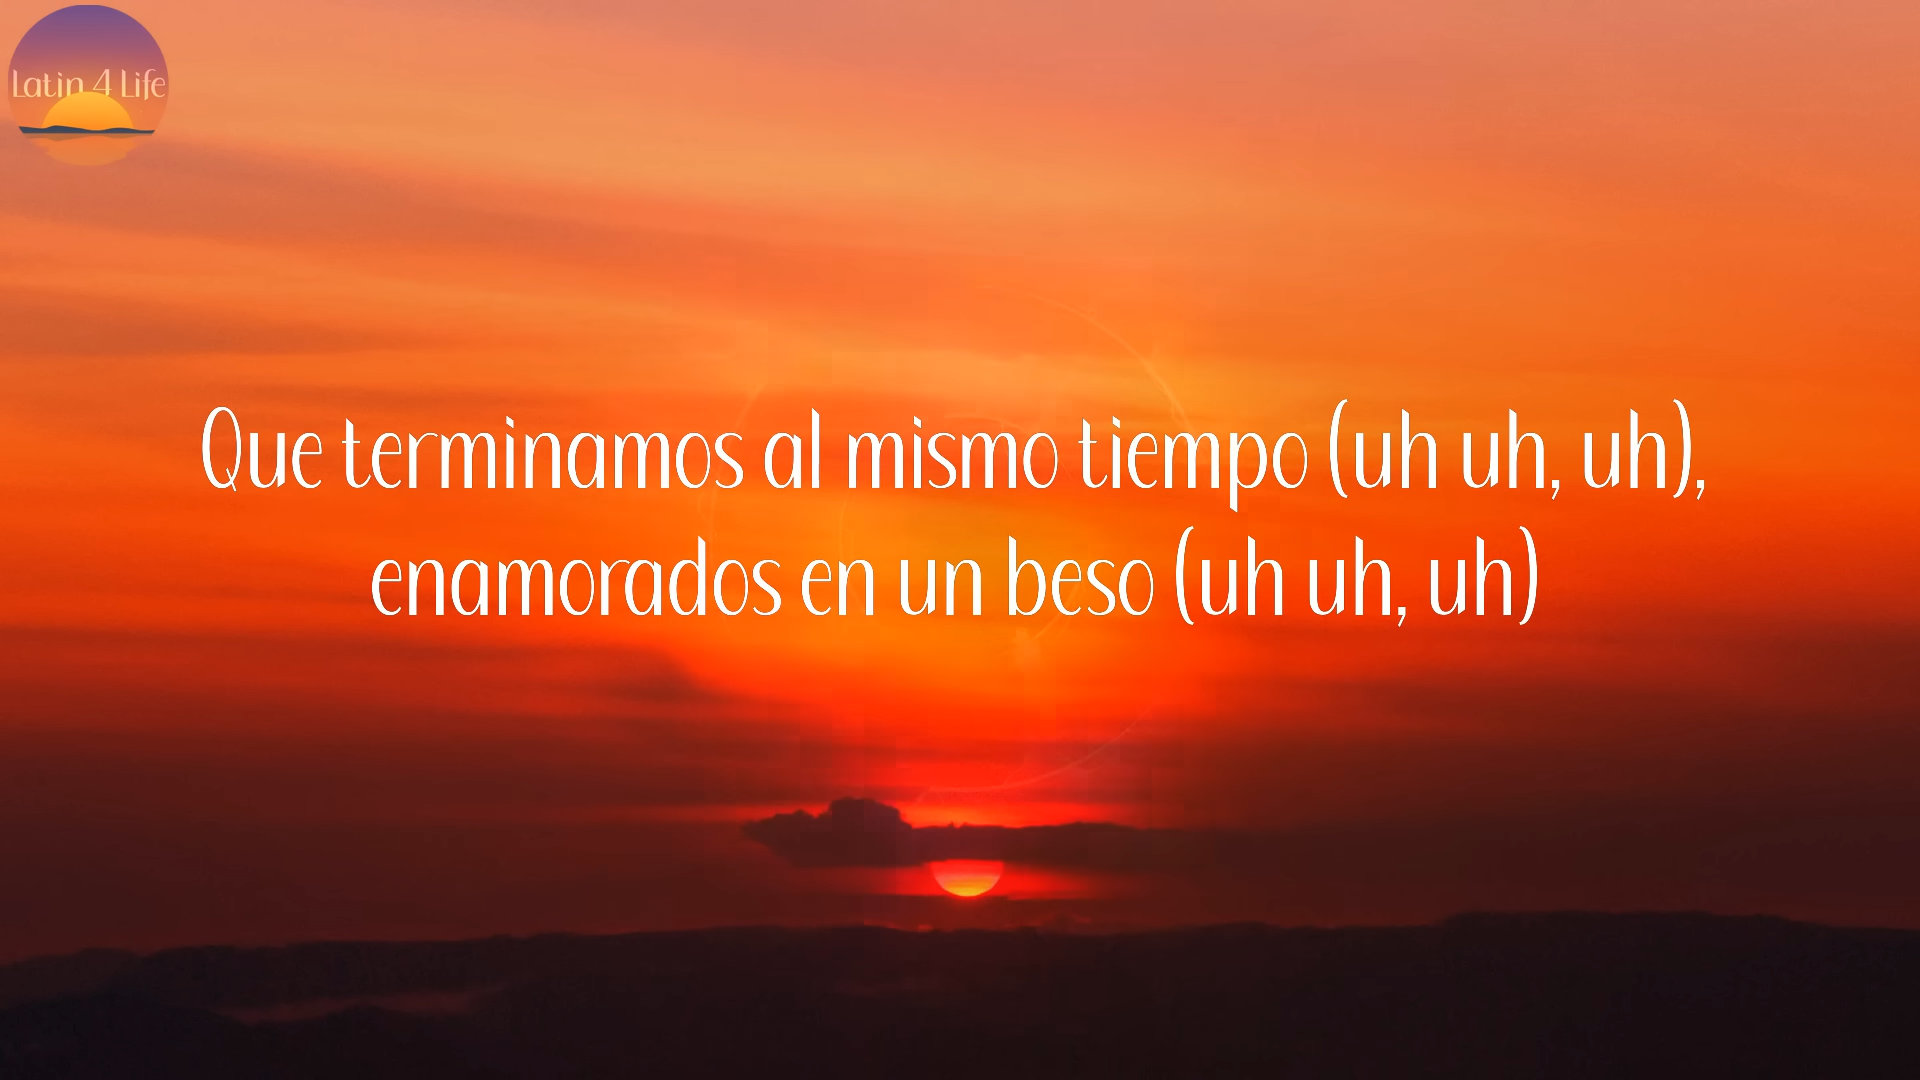 Latin 4 Life
Que terminamos al mismo tiempo (uh uh, uh),
enamorados en un beso (uh uh, uh)